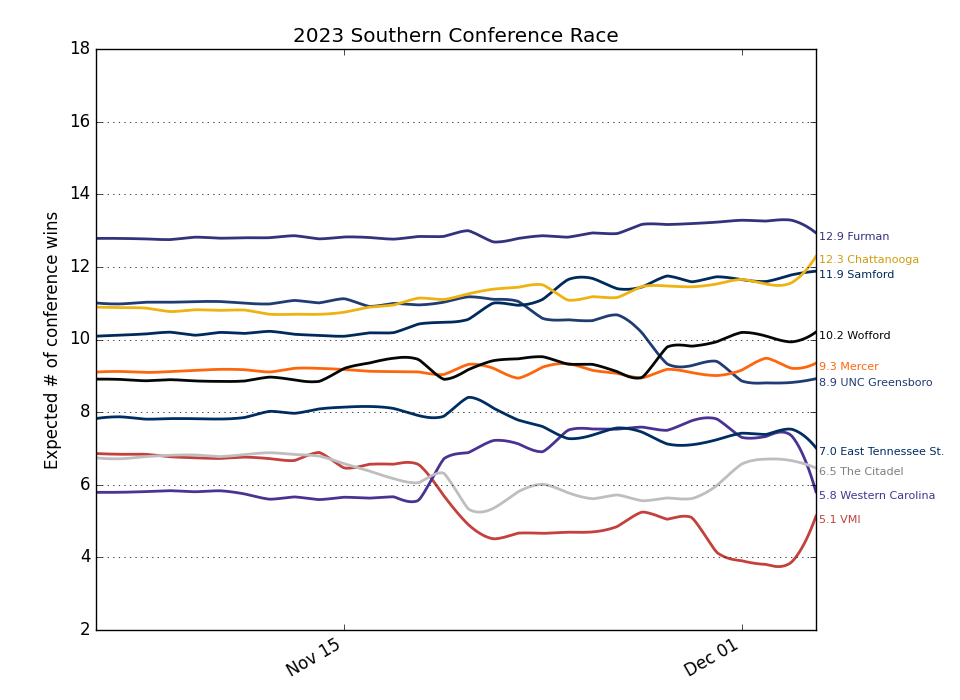 2023 Southern Conference Race
Expected # of conference wins
18
16
14
12
10
8
6
4
2
Nov 15
Dec 01
12.9 Furman
12.3 Chattanooga
11.9 Samford
10.2 Wofford
9.3 Mercer
8.9 UNC Greensboro
7.0 East Tennessee St.
6.5 The Citadel
5.8 Western Carolina
5.1 VMI